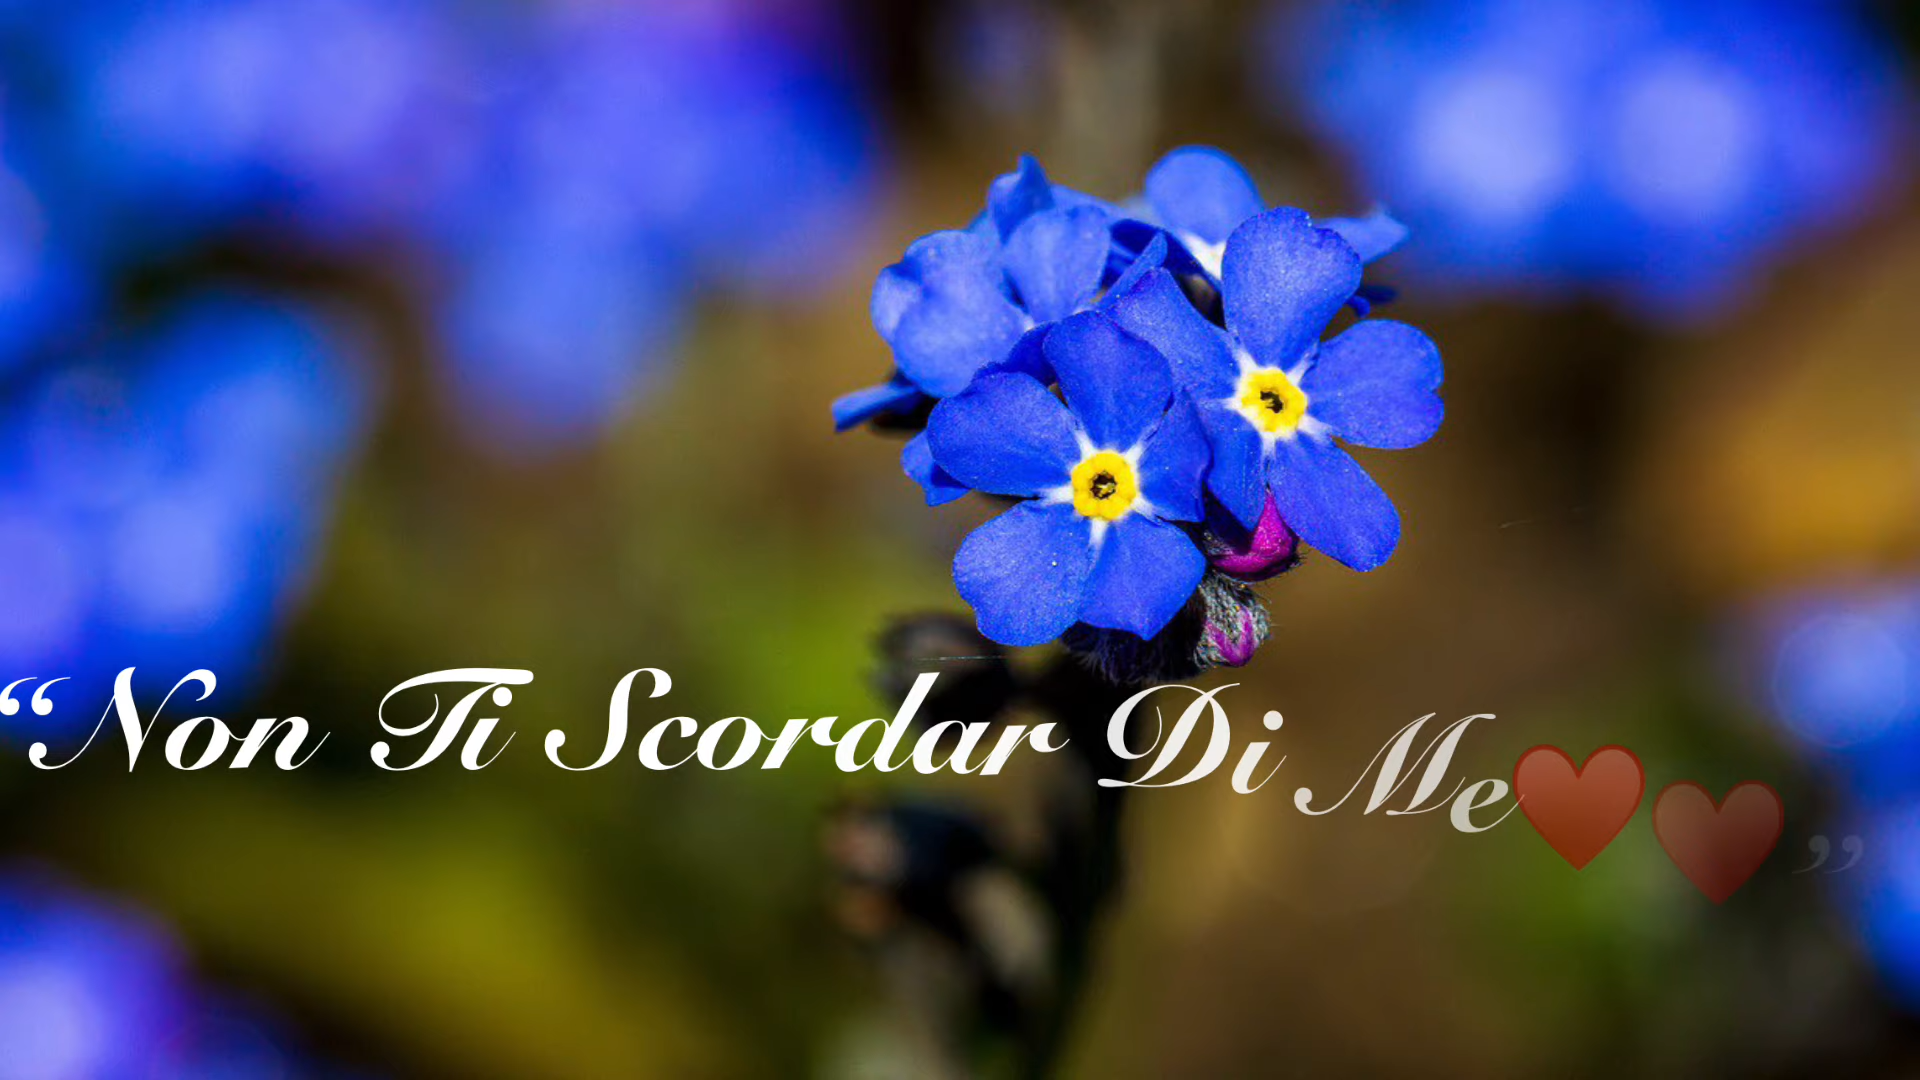 “Non Ti Scordar Di Me❤️❤️”